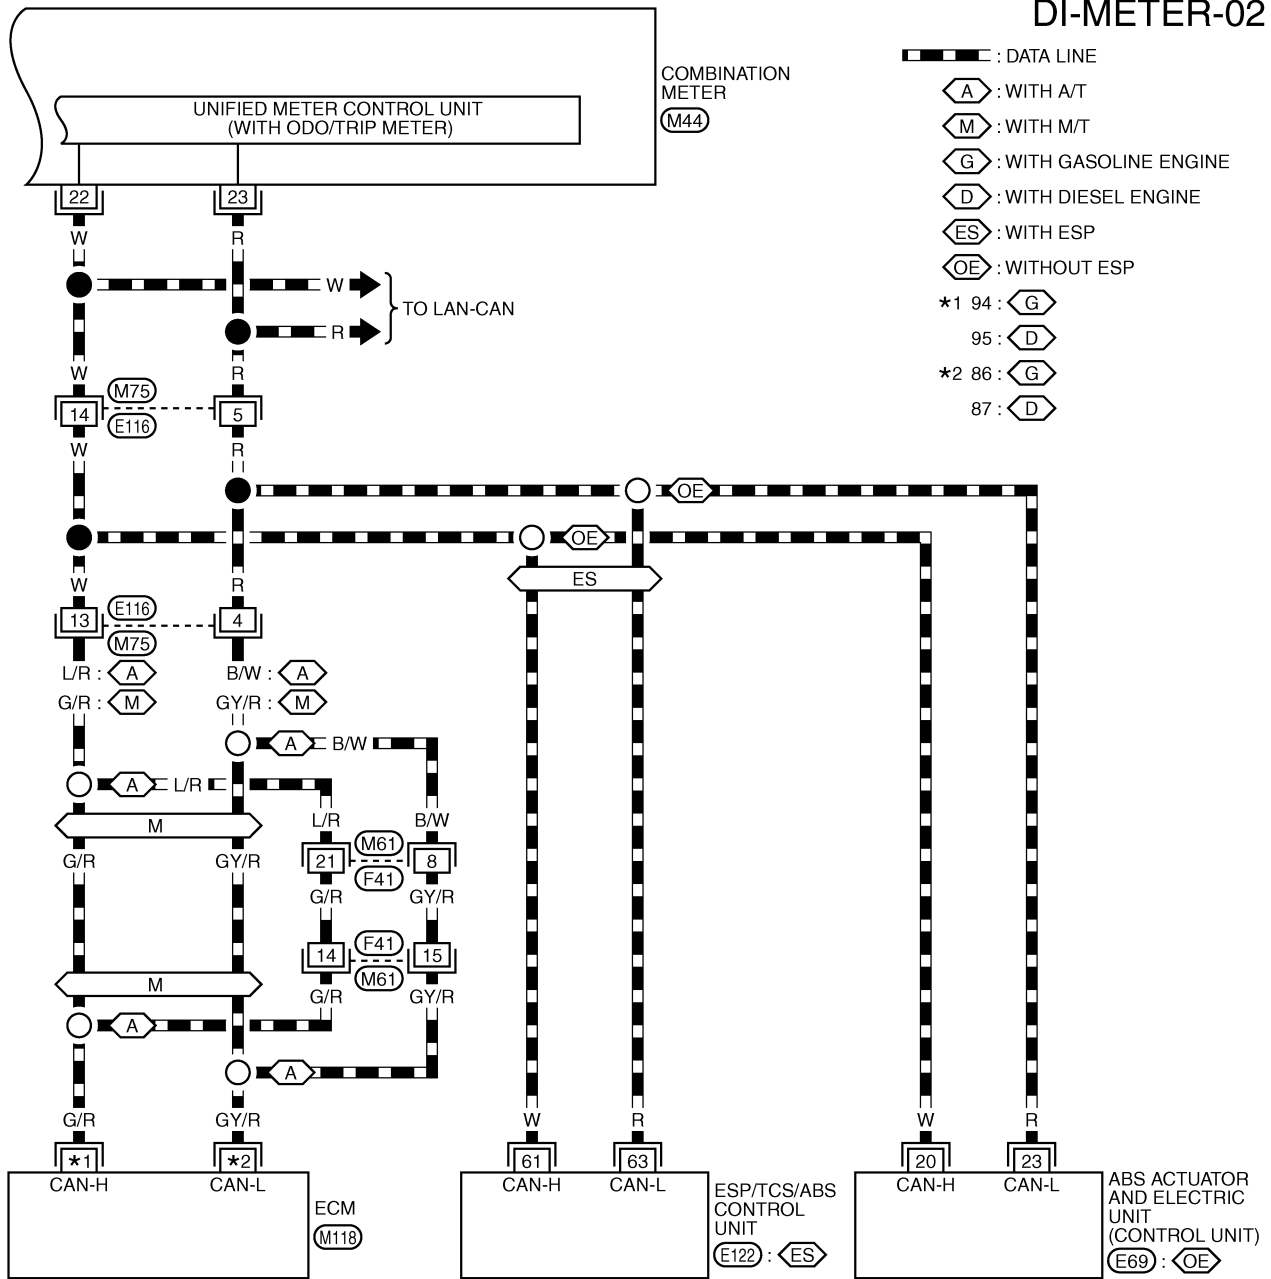 DI-METER-02
: DATA LINE
A : WITH A/T
M : WITH M/T
G : WITH GASOLINE ENGINE
D : WITH DIESEL ENGINE
ES : WITH ESP
OE : WITHOUT ESP
*1 94 : G
95 : D
*2 86 : G
87 : D
UNIFIED METER CONTROL UNIT
(WITH ODO/TRIP METER)
COMBINATION
METER
M44
22 23
W R
W
TO LAN-CAN
R
W R
M75
14 5
E116
W R
OE
OE
ES
W R
E116
13 4
M75
L/R : A B/W : A
G/R : M GY/R : M
A B/W
A L/R
L/R B/W
M
M61
G/R GY/R 21 8
F41
G/R GY/R
F41
14 15
M61
M
G/R GY/R
A
A
G/R GY/R W R W R
*1 *2 61 63 20 23
CAN-H CAN-L CAN-H CAN-L CAN-H CAN-L
ECM
M118
ESP/TCS/ABS
CONTROL
UNIT
E122 : ES
ABS ACTUATOR
AND ELECTRIC
UNIT
(CONTROL UNIT)
E69 : OE